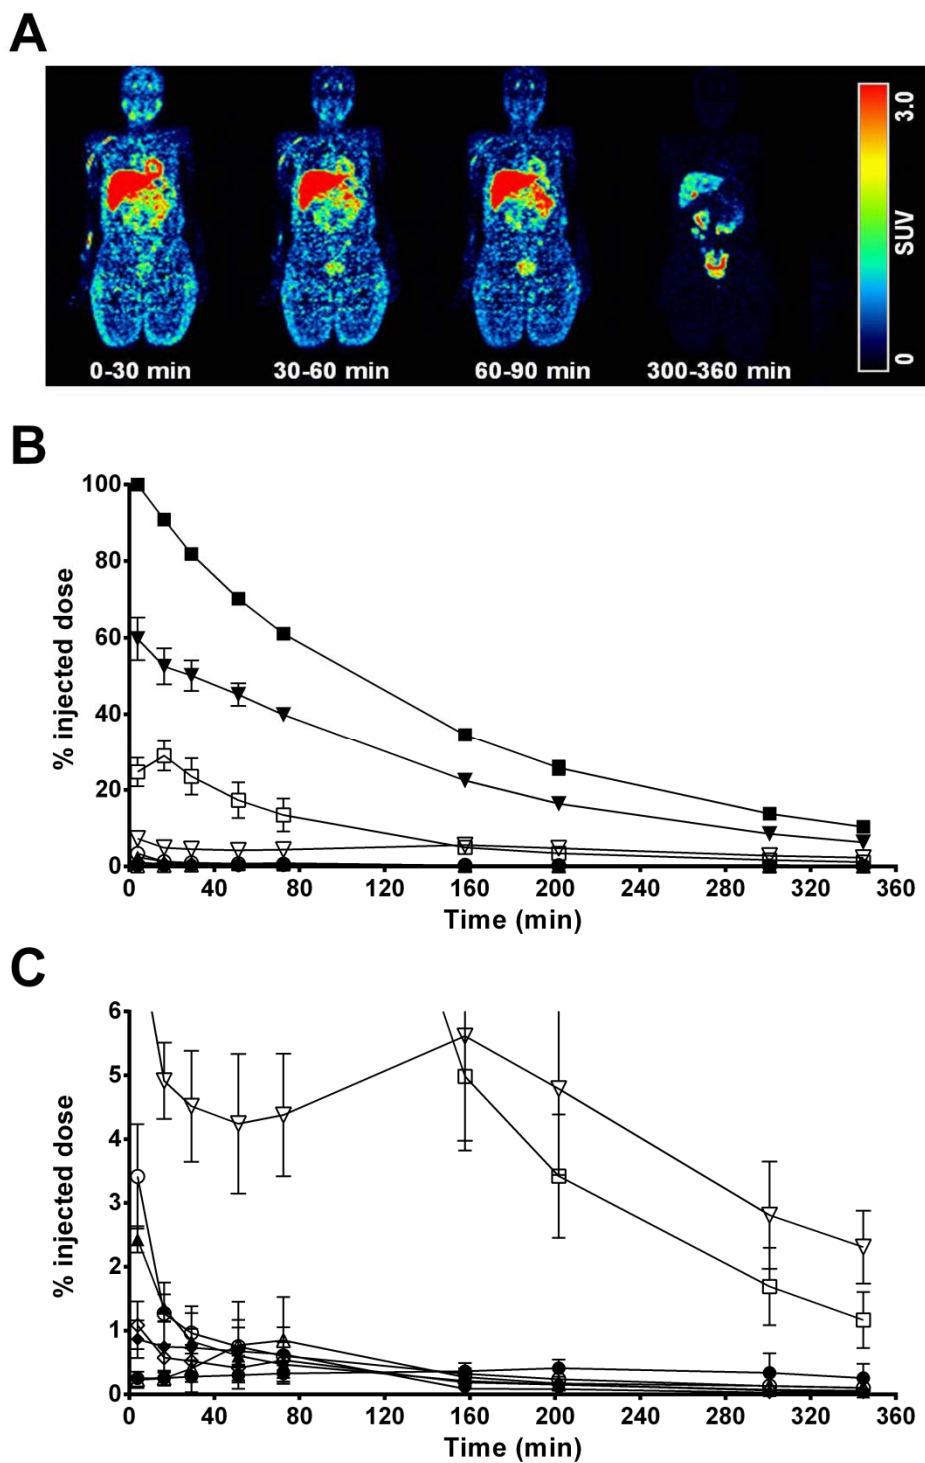 A
0-30 min 30-60 min 60-90 min 300-360 min
3.0
SUV
0
B
100
80
60
40
20
0
% injected dose
0 40 80 120 160 200 240 280 320 360
Time (min)
C
6
5
4
3
2
1
0
% injected dose
0 40 80 120 160 200 240 280 320 360
Time (min)